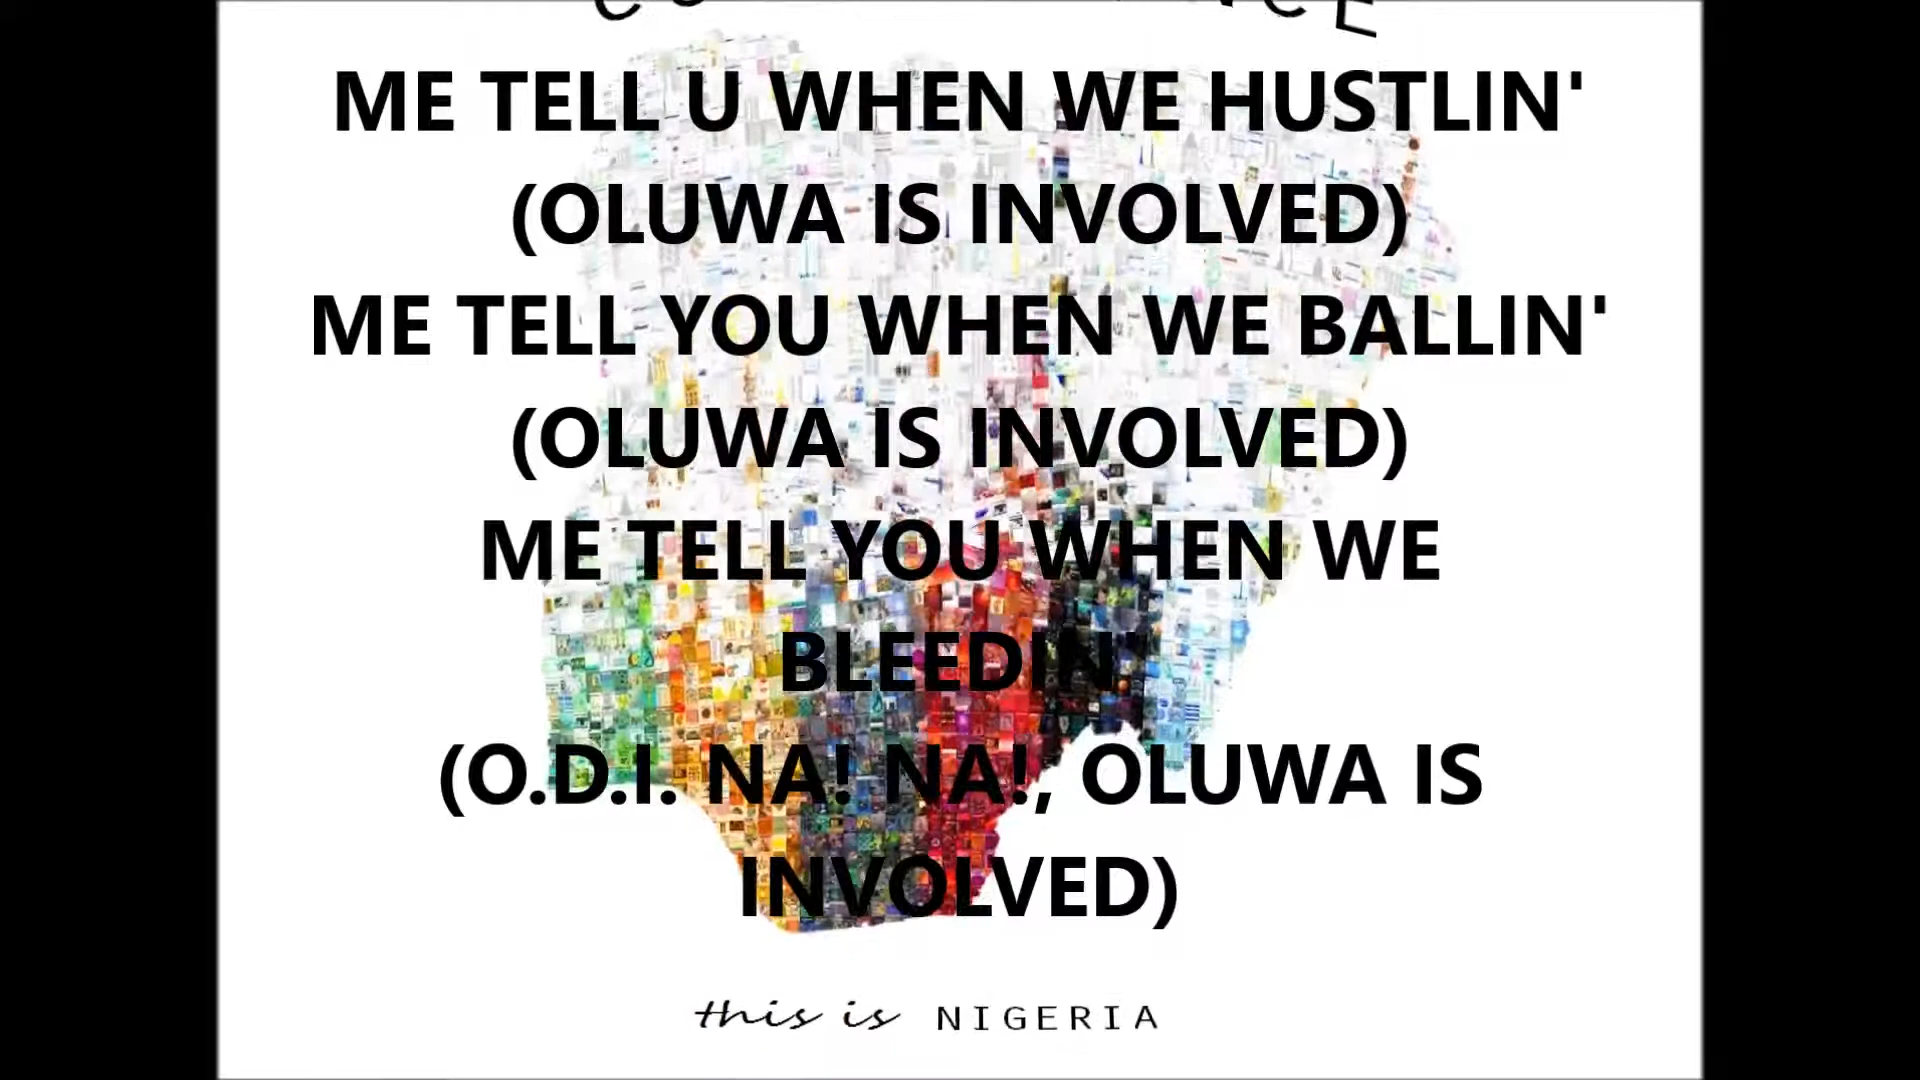 ME TELL U WHEN WE HUSTLIN'
(OLUWA IS INVOLVED)
ME TELL YOU WHEN WE BALLIN'
(OLUWA IS INVOLVED)
ME TELL YOU WHEN WE
BLEEDIN'
(O.D.I. NA! NA!, OLUWA IS
INVOLVED)
this is NIGERIA